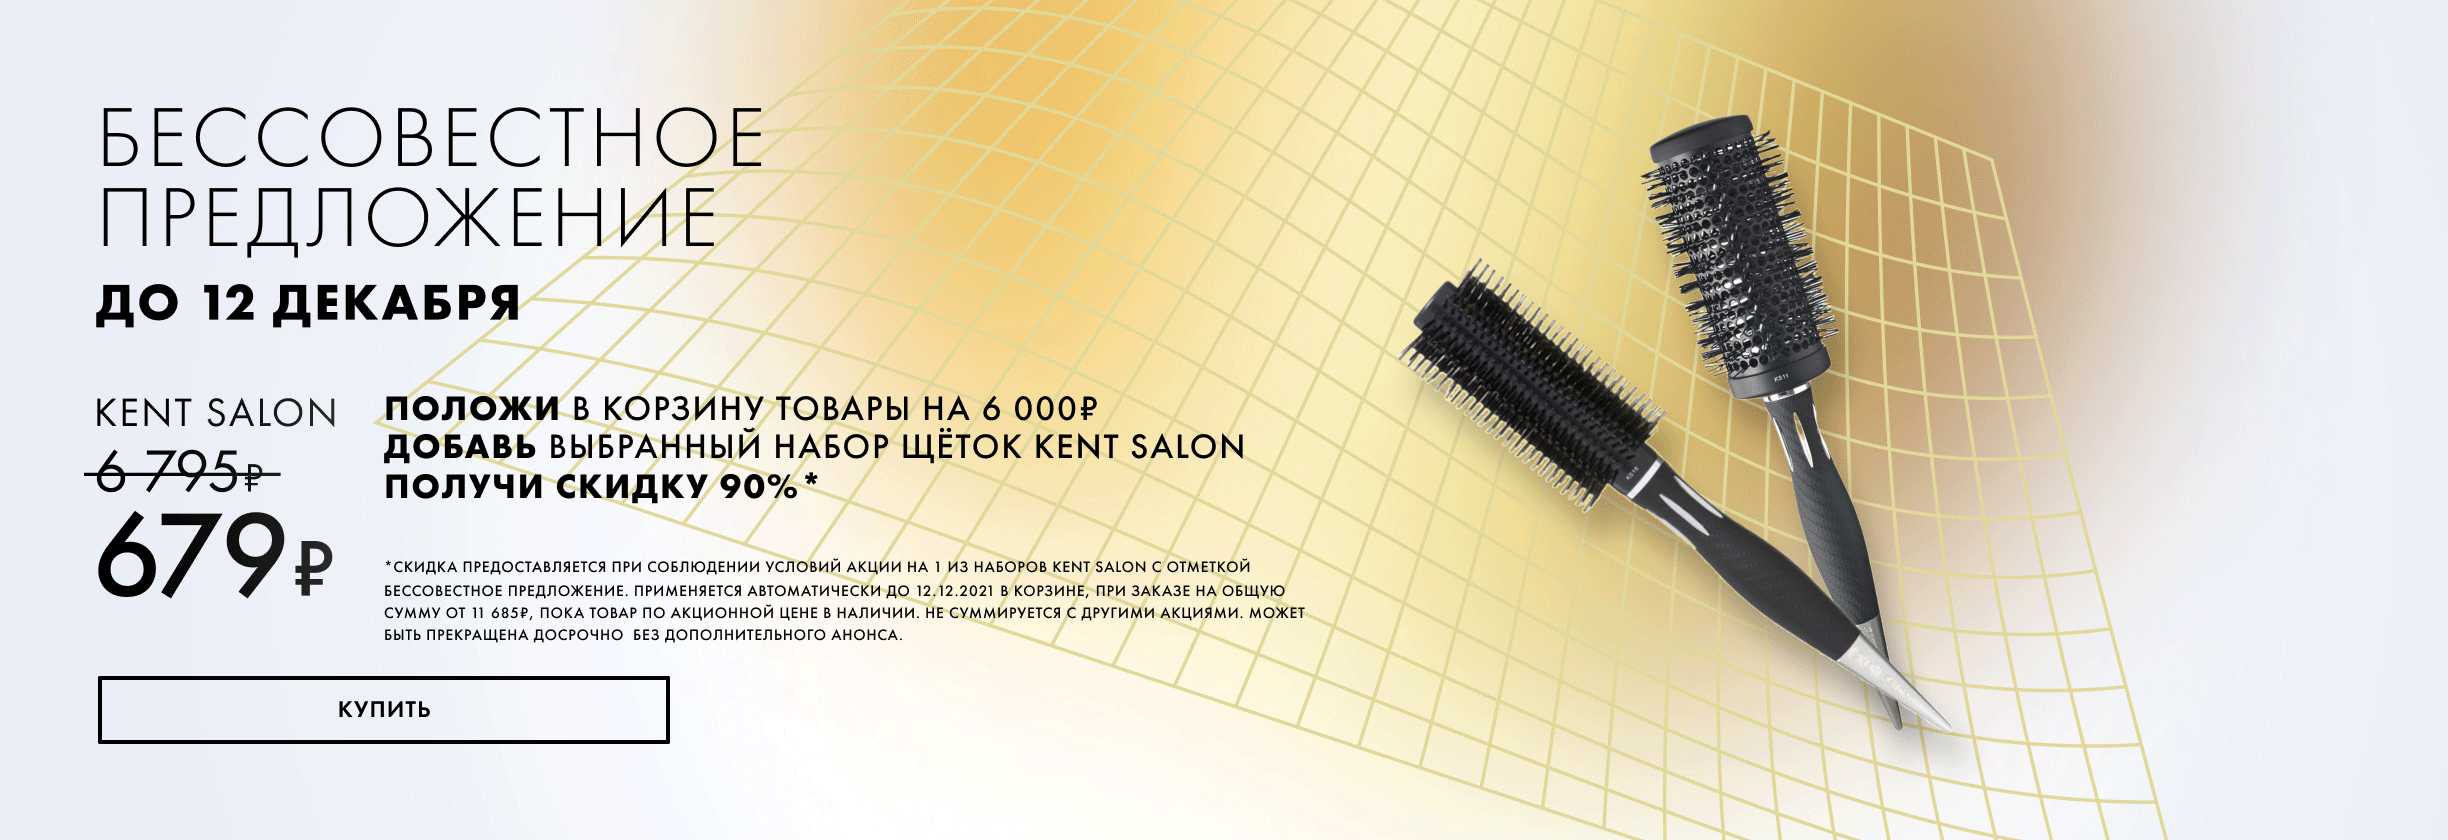 БЕССОВЕСТНОЕ
ПРЕДЛОЖЕНИЕ
ДО 12 ДЕКАБРЯ
KENT SALON
6 795₽
679₽
ПОЛОЖИ В КОРЗИНУ ТОВАРЫ НА 6 000₽
ДОБАВЬ ВЫБРАННЫЙ НАБОР ЩЁТОК KENT SALON
ПОЛУЧИ СКИДКУ 90%*
*СКИДКА ПРЕДОСТАВЛЯЕТСЯ ПРИ СОБЛЮДЕНИИ УСЛОВИЙ АКЦИИ НА 1 ИЗ НАБОРОВ KENT SALON С ОТМЕТКОЙ
БЕССОВЕСТНОЕ ПРЕДЛОЖЕНИЕ. ПРИМЕНЯЕТСЯ АВТОМАТИЧЕСКИ ДО 12.12.2021 В КОРЗИНЕ, ПРИ ЗАКАЗЕ НА ОБЩУЮ
СУММУ ОТ 11 685₽, ПОКА ТОВАР ПО АКЦИОННОЙ ЦЕНЕ В НАЛИЧИИ. НЕ СУММИРУЕТСЯ С ДРУГИМИ АКЦИЯМИ. МОЖЕТ
БЫТЬ ПРЕКРАЩЕНА ДОСРОЧНО БЕЗ ДОПОЛНИТЕЛЬНОГО АНОНСА.
КУПИТЬ
KS11